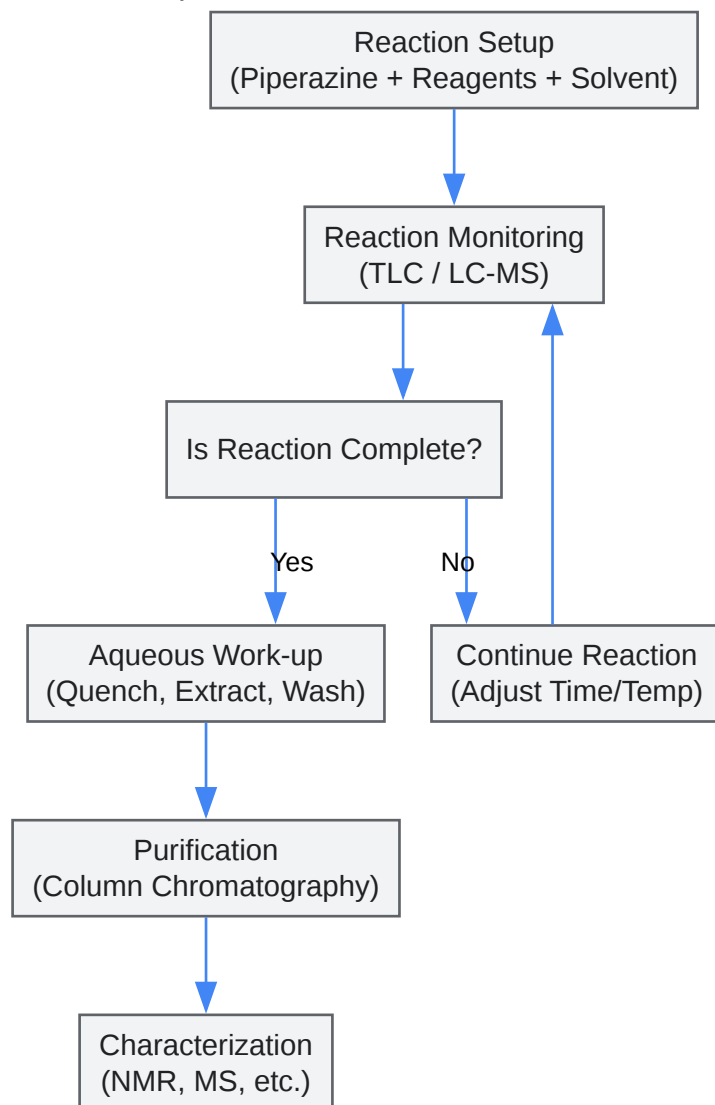 Reaction Setup
(Piperazine + Reagents + Solvent)
Reaction Monitoring
(TLC / LC-MS)
Is Reaction Complete?
Yes
No
Aqueous Work-up
(Quench, Extract, Wash)
Continue Reaction
(Adjust Time/Temp)
Purification
(Column Chromatography)
Characterization
(NMR, MS, etc.)